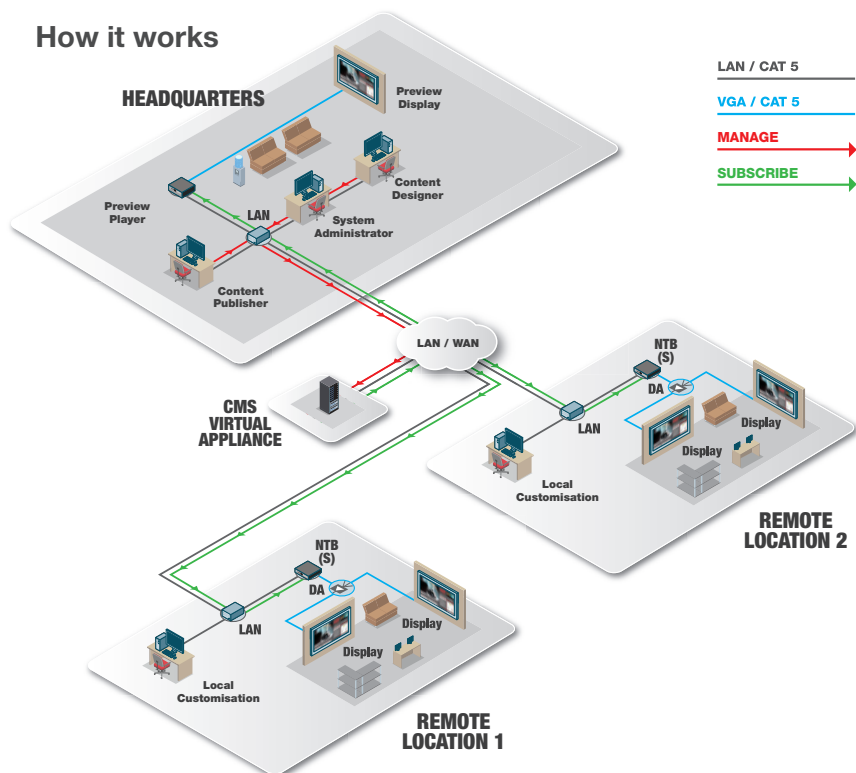 How it works
HEADQUARTERS
Preview
Display
LAN / CAT 5
VGA / CAT 5
MANAGE
SUBSCRIBE
Content
Designer
Preview
Player
LAN
System
Administrator
Content
Publisher
LAN / WAN
CMS
VIRTUAL
APPLIANCE
NTB
(S)
DA
LAN
Display
Display
Local
Customisation
REMOTE
LOCATION 2
NTB
(S)
DA
LAN
Display
Display
Local
Customisation
REMOTE
LOCATION 1